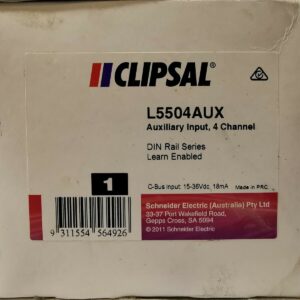 CLIPSAL®
L5504AUX
Auxiliary Input, 4 Channel
DIN Rail Series
Learn Enabled
1
C-Bus Input: 15-36Vdc, 18mA
Made in PRC
Schneider Electric (Australia) Pty Ltd
33-37 Port Wakefield Road,
Gepps Cross, SA 5094
© 2011 Schneider Electric
9 311554 564926